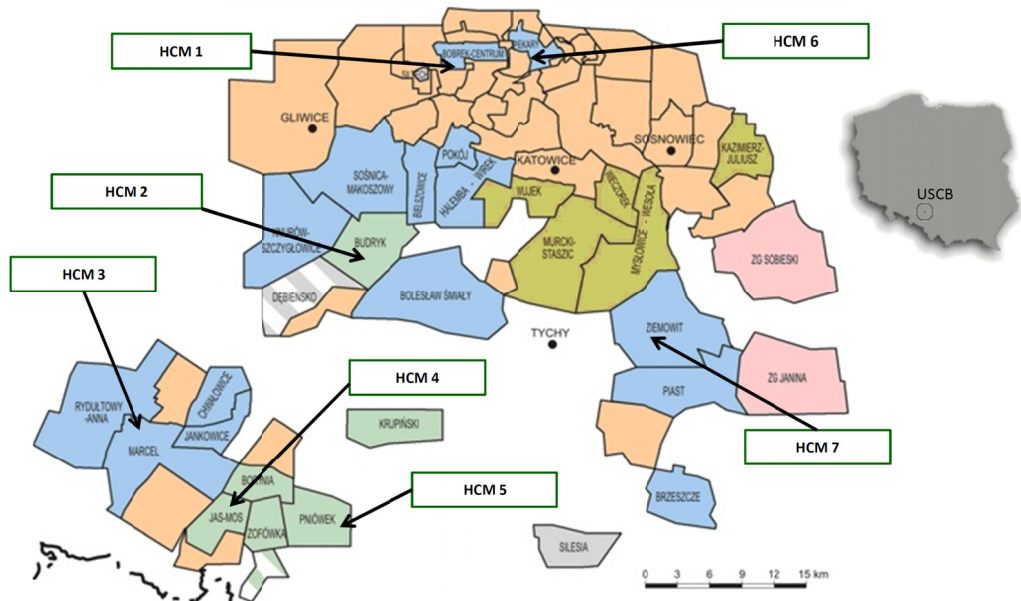 HCM 1
HCM 6
PEKARY
BOBREK-CENTRUM
GLIWICE
SOSNOWIEC
KAZIMIERZ-
JULIUSZ
POKÓJ
KATOWICE
SOŚNICA-
MAKOSZOWY
BIELSZOWICE
HALEMBA - WIREK
WUJEK
WIECZOREK
MYSŁOWICE - WESOŁA
USCB
HCM 2
SZCZYGŁOWICE
BUDRYK
MURCKI-
STASZIC
ZG SOBIESKI
HCM 3
DĘBIEŃSKO
BOLESŁAW ŚMIAŁY
TYCHY
ZIEMOWIT
HCM 4
CHWAŁOWICE
RYDUŁTOWY
-ANNA
PIAST
ZG JANINA
KRUPIŃSKI
JANKOWICE
MARCEL
HCM 7
BORYNIA
HCM 5
BRZESZCZE
JAS-MOS
PNIÓWEK
ZOFÓWKA
SILESIA
0 3 6 9 12 15 km